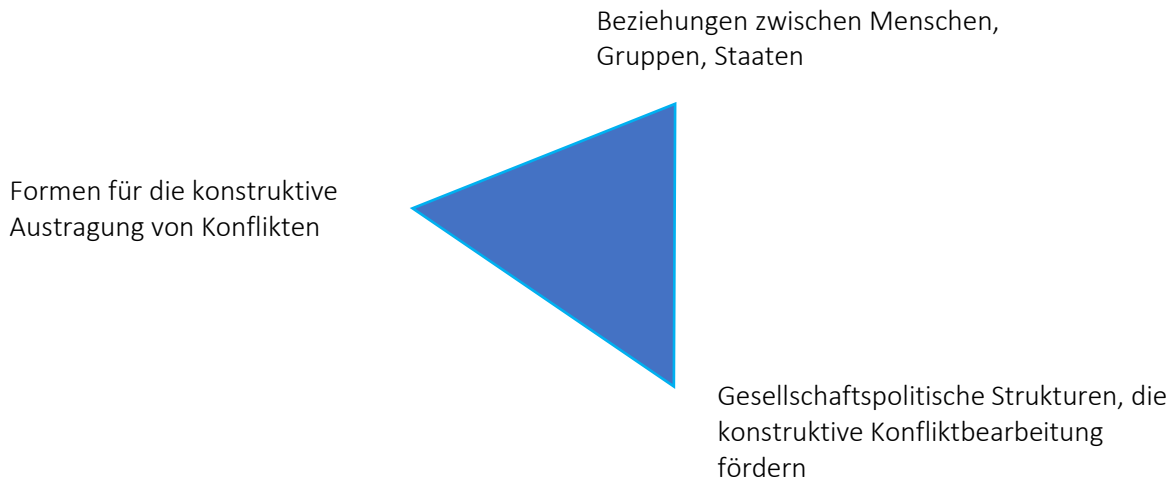 Beziehungen zwischen Menschen,
Gruppen, Staaten
Formen für die konstruktive
Austragung von Konflikten
Gesellschaftspolitische Strukturen, die
konstruktive Konfliktbearbeitung
fördern